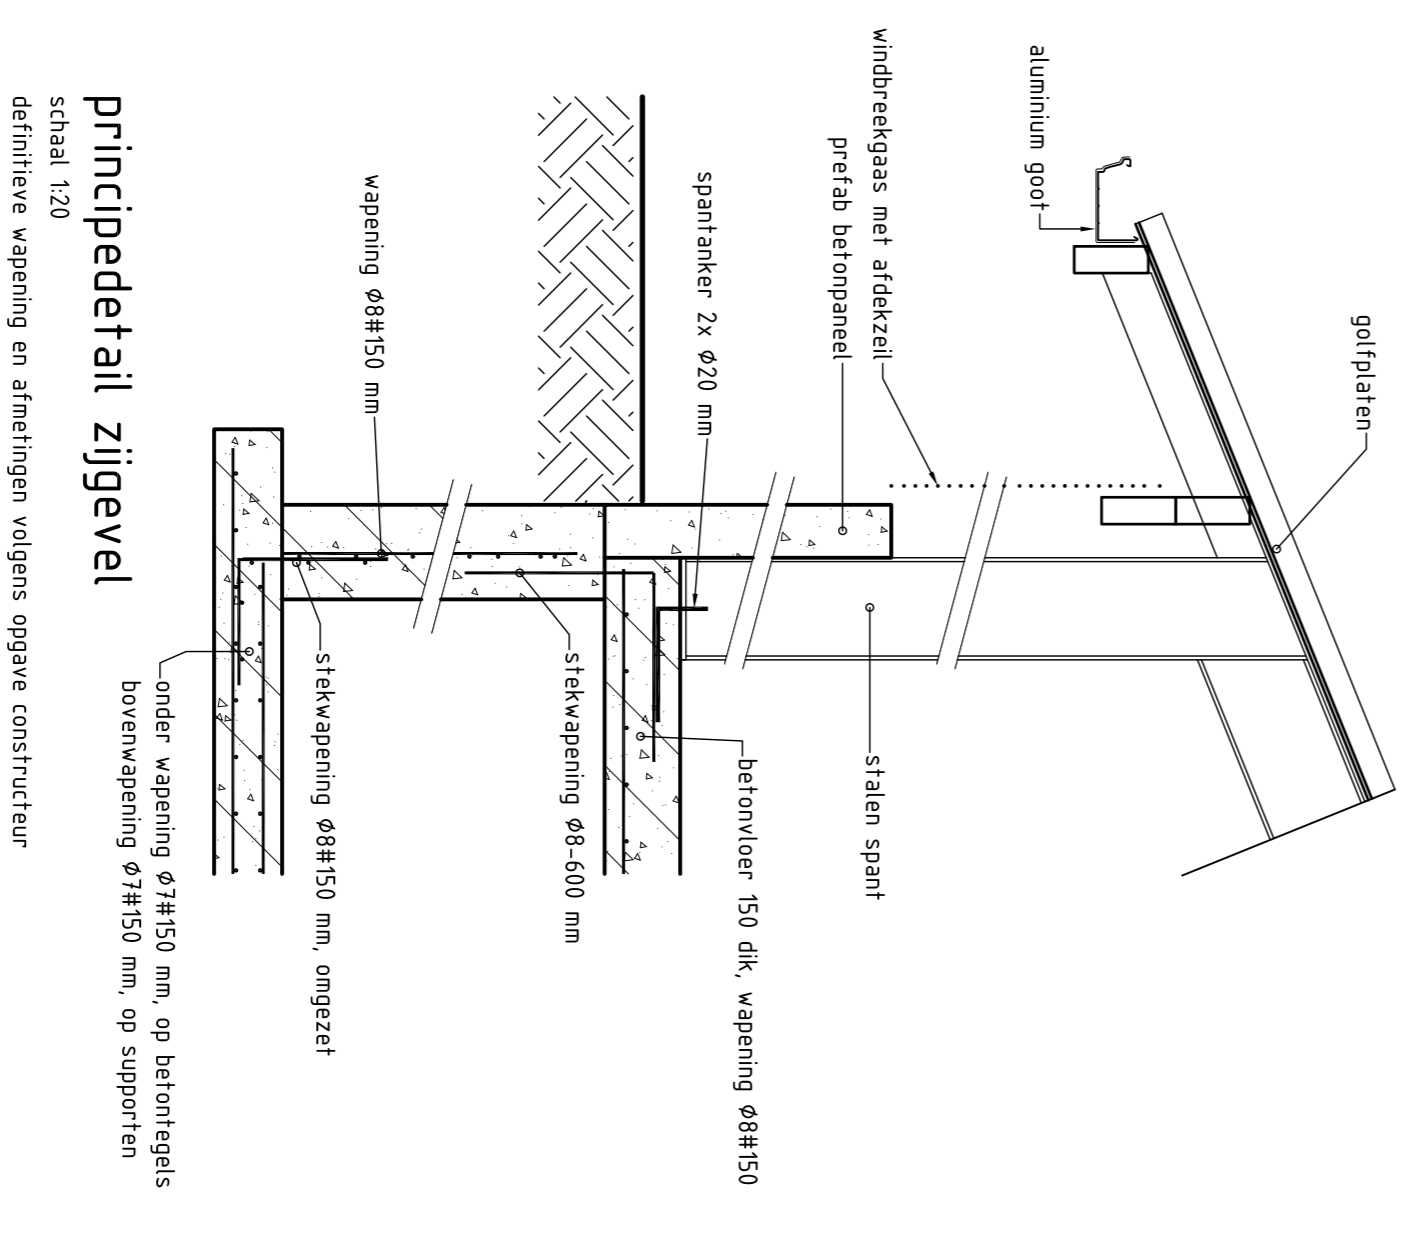 golfplaten
aluminium goot
windbreekgaas met afdekzeil
prefab betonpaneel
stalen spant
spantanker 2x Ø20 mm
betonvloer 150 dik, wapening Ø8#150
stekwapening Ø8-600 mm
wapening Ø8#150 mm
stekwapening Ø8#150 mm, omgezet
onder wapening Ø7#150 mm, op betontegels
bovenwapening Ø7#150 mm, op supporten
principedetail zijgevel
schaal 1:20
definitieve wapening en afmetingen volgens opgave constructeur